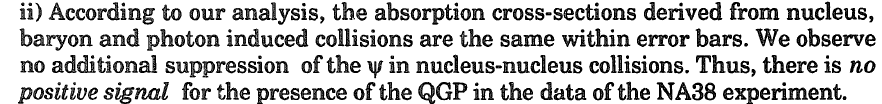 ii) According to our analysis, the absorption cross-sections derived from nucleus,
baryon and photon induced collisions are the same within error bars. We observe
no additional suppression of the ψ in nucleus-nucleus collisions. Thus, there is no
positive signal for the presence of the QGP in the data of the NA38 experiment.